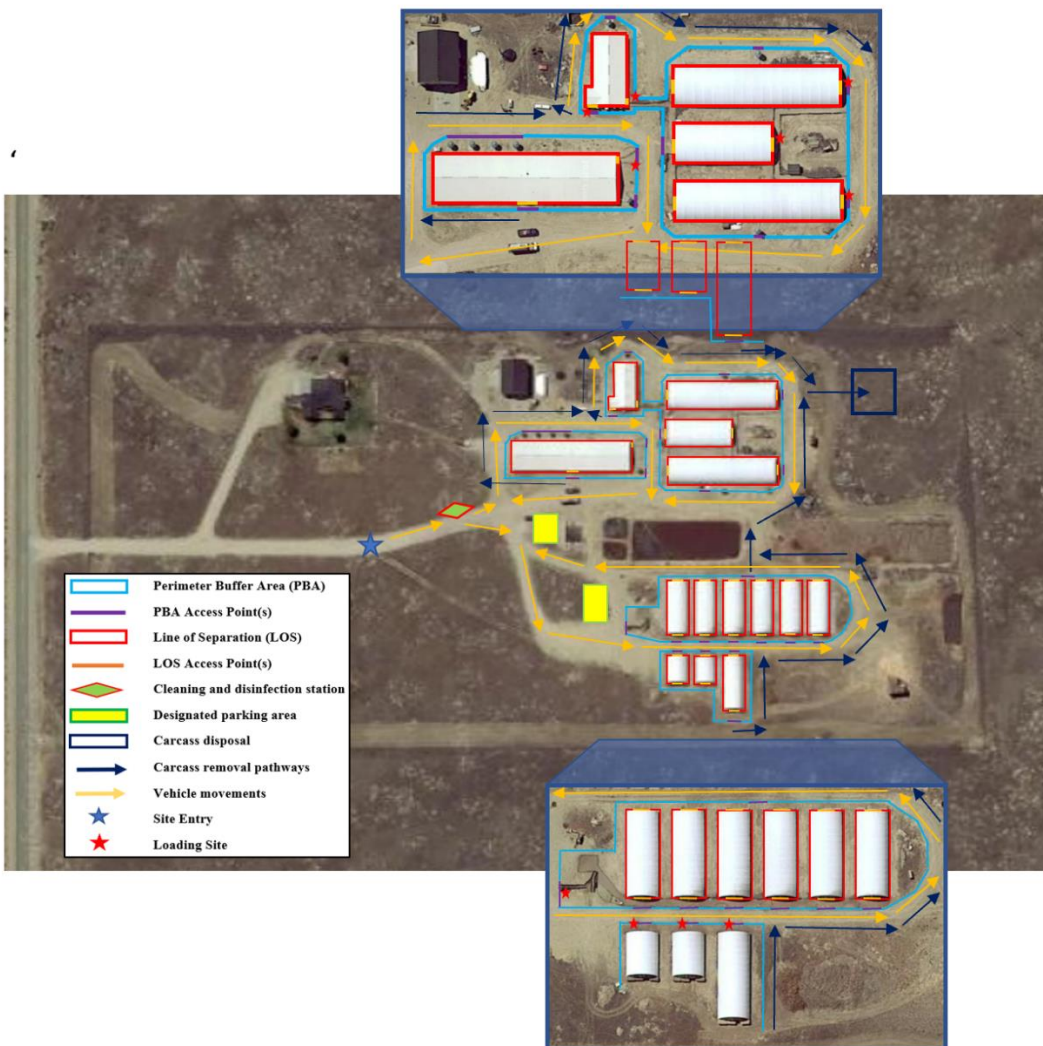 ‘
Perimeter Buffer Area (PBA)
PBA Access Point(s)
Line of Separation (LOS)
LOS Access Point(s)
Cleaning and disinfection station
Designated parking area
Carcass disposal
Carcass removal pathways
Vehicle movements
Site Entry
Loading Site